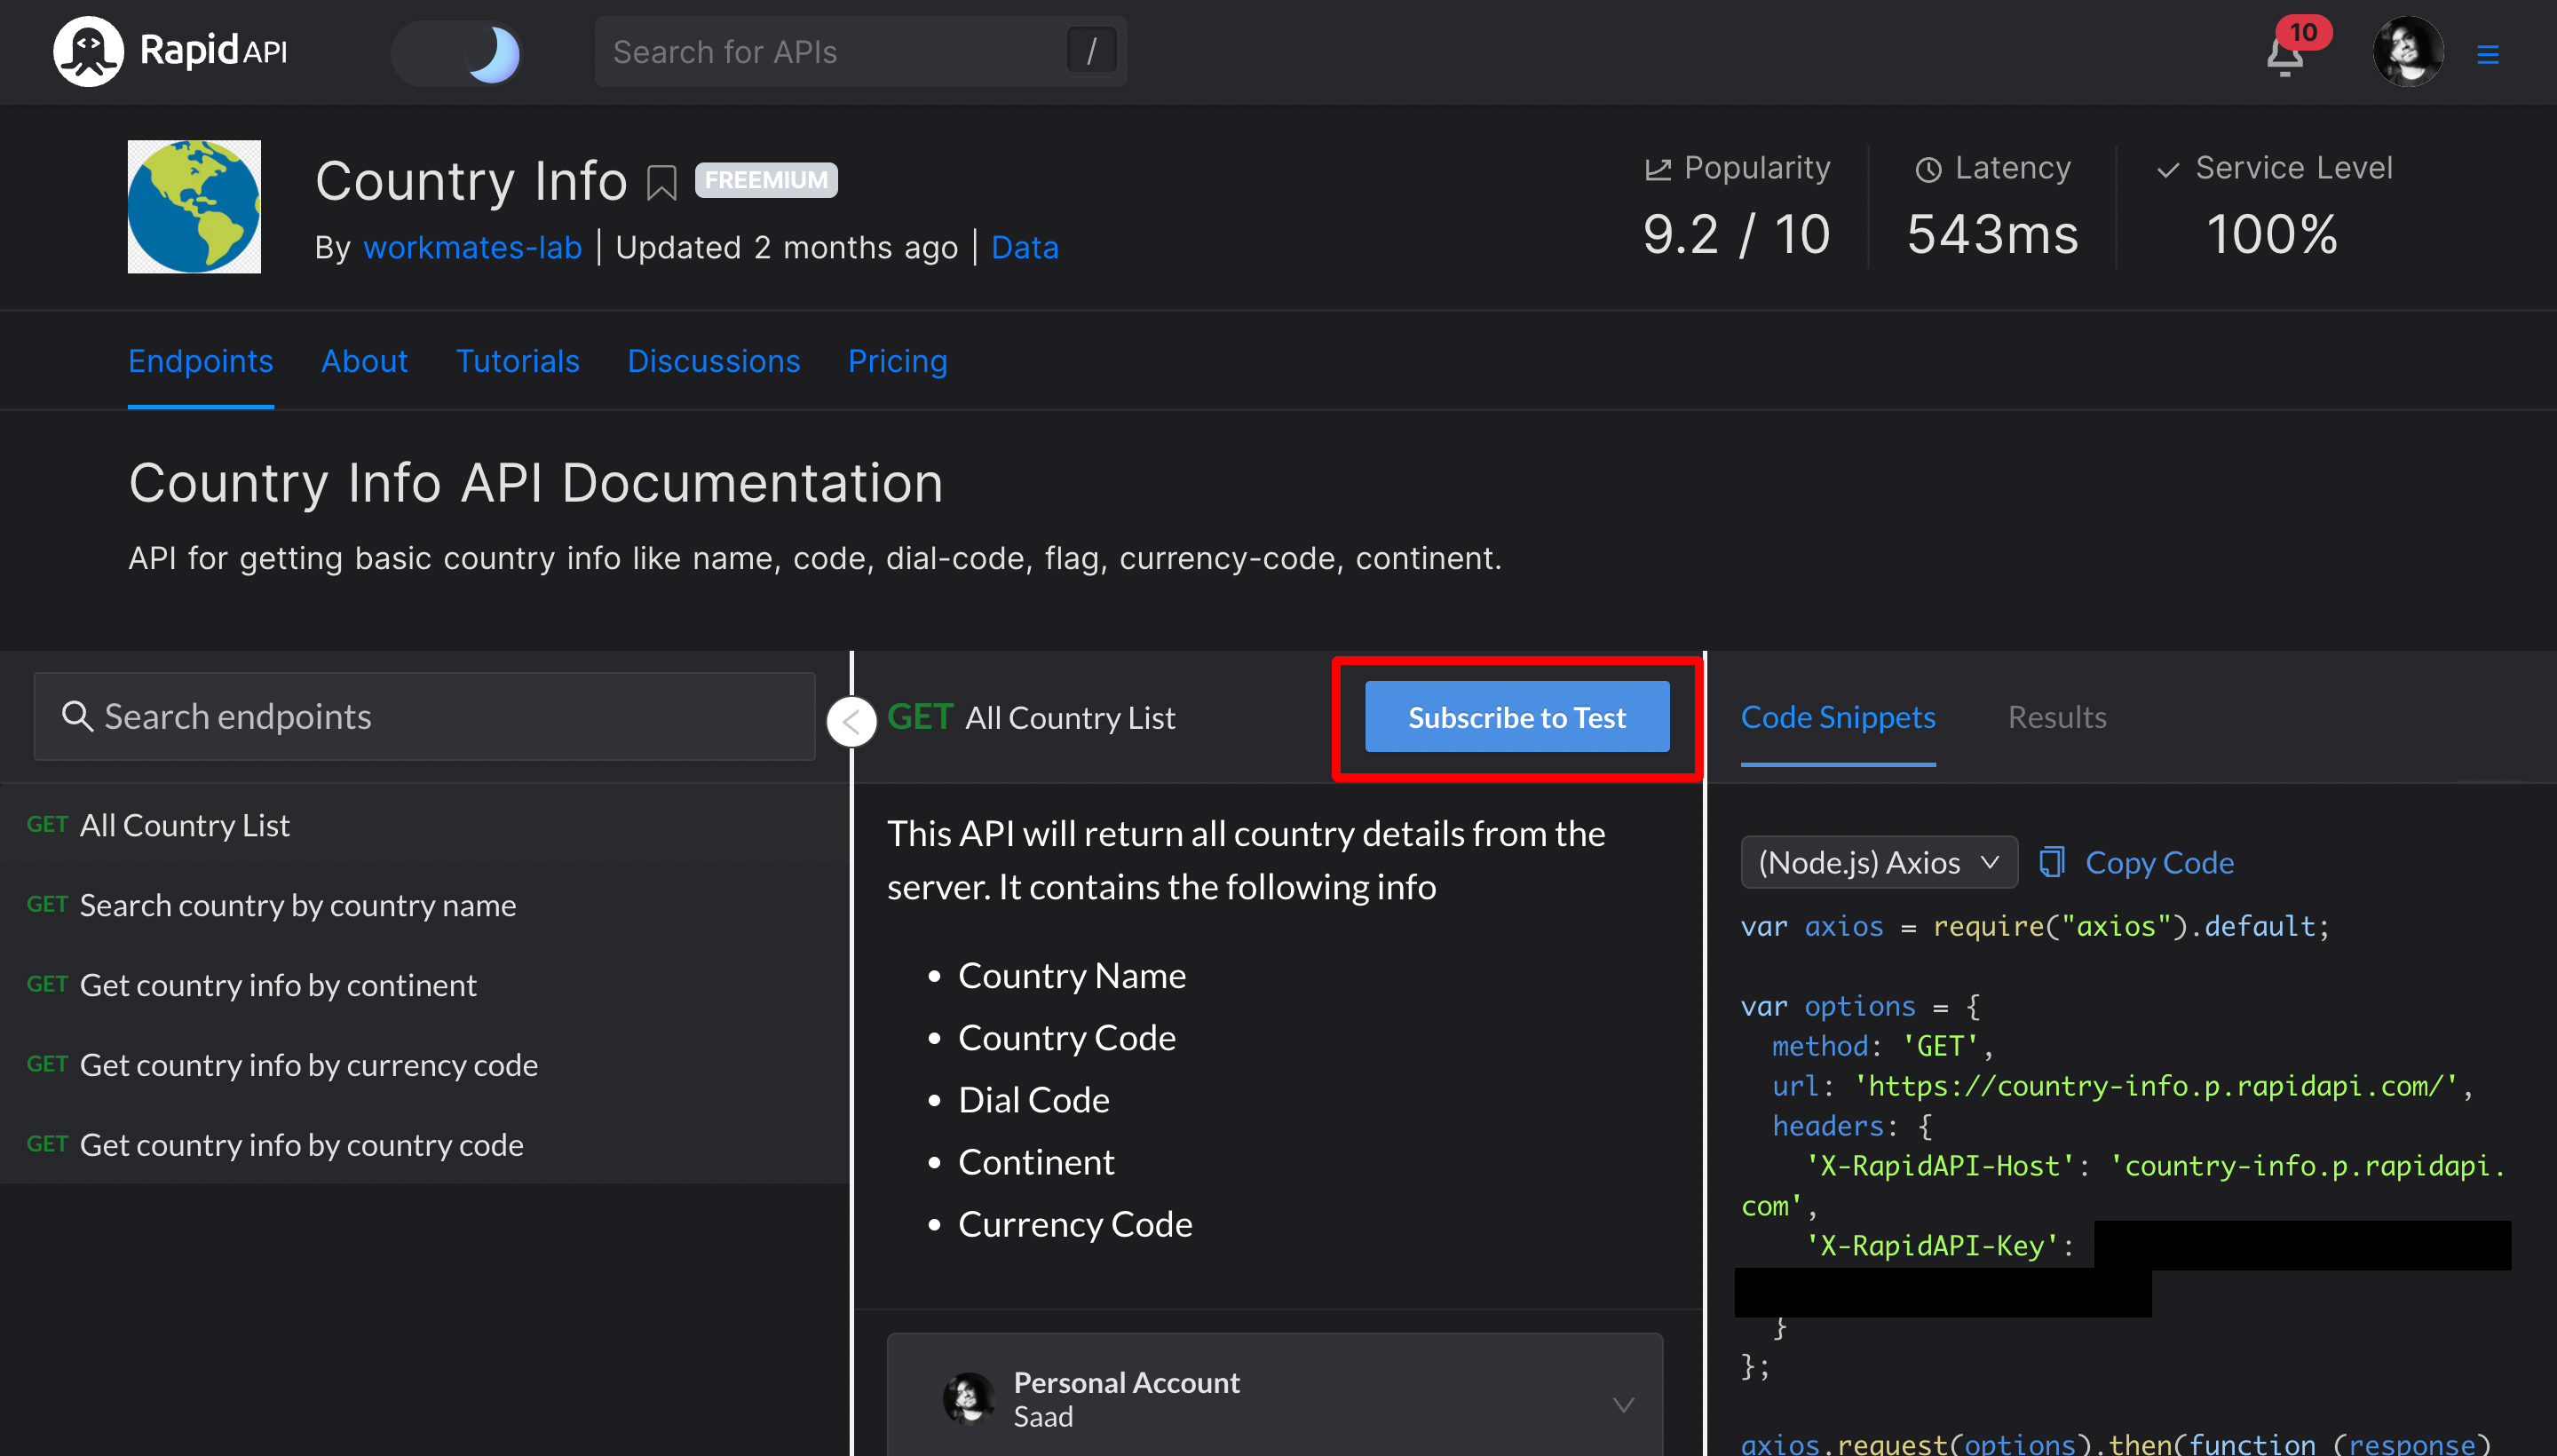 RapidAPI
Search for APIs
/
10
Country Info
FREEMIUM
By workmates-lab | Updated 2 months ago | Data
Popularity
9.2 / 10
Latency
543ms
Service Level
100%
Endpoints
About
Tutorials
Discussions
Pricing
Country Info API Documentation
API for getting basic country info like name, code, dial-code, flag, currency-code, continent.
Search endpoints
GET All Country List
GET Search country by country name
GET Get country info by continent
GET Get country info by currency code
GET Get country info by country code
GET All Country List
Subscribe to Test
This API will return all country details from the
server. It contains the following info
• Country Name
• Country Code
• Dial Code
• Continent
• Currency Code
Personal Account
Saad
Code Snippets
Results
(Node.js) Axios
Copy Code
var axios = require("axios").default;
var options = {
method: 'GET',
url: 'https://country-info.p.rapidapi.com/',
headers: {
'X-RapidAPI-Host': 'country-info.p.rapidapi.
com',
'X-RapidAPI-Key':
}
};
axios.request(options).then(function (response)